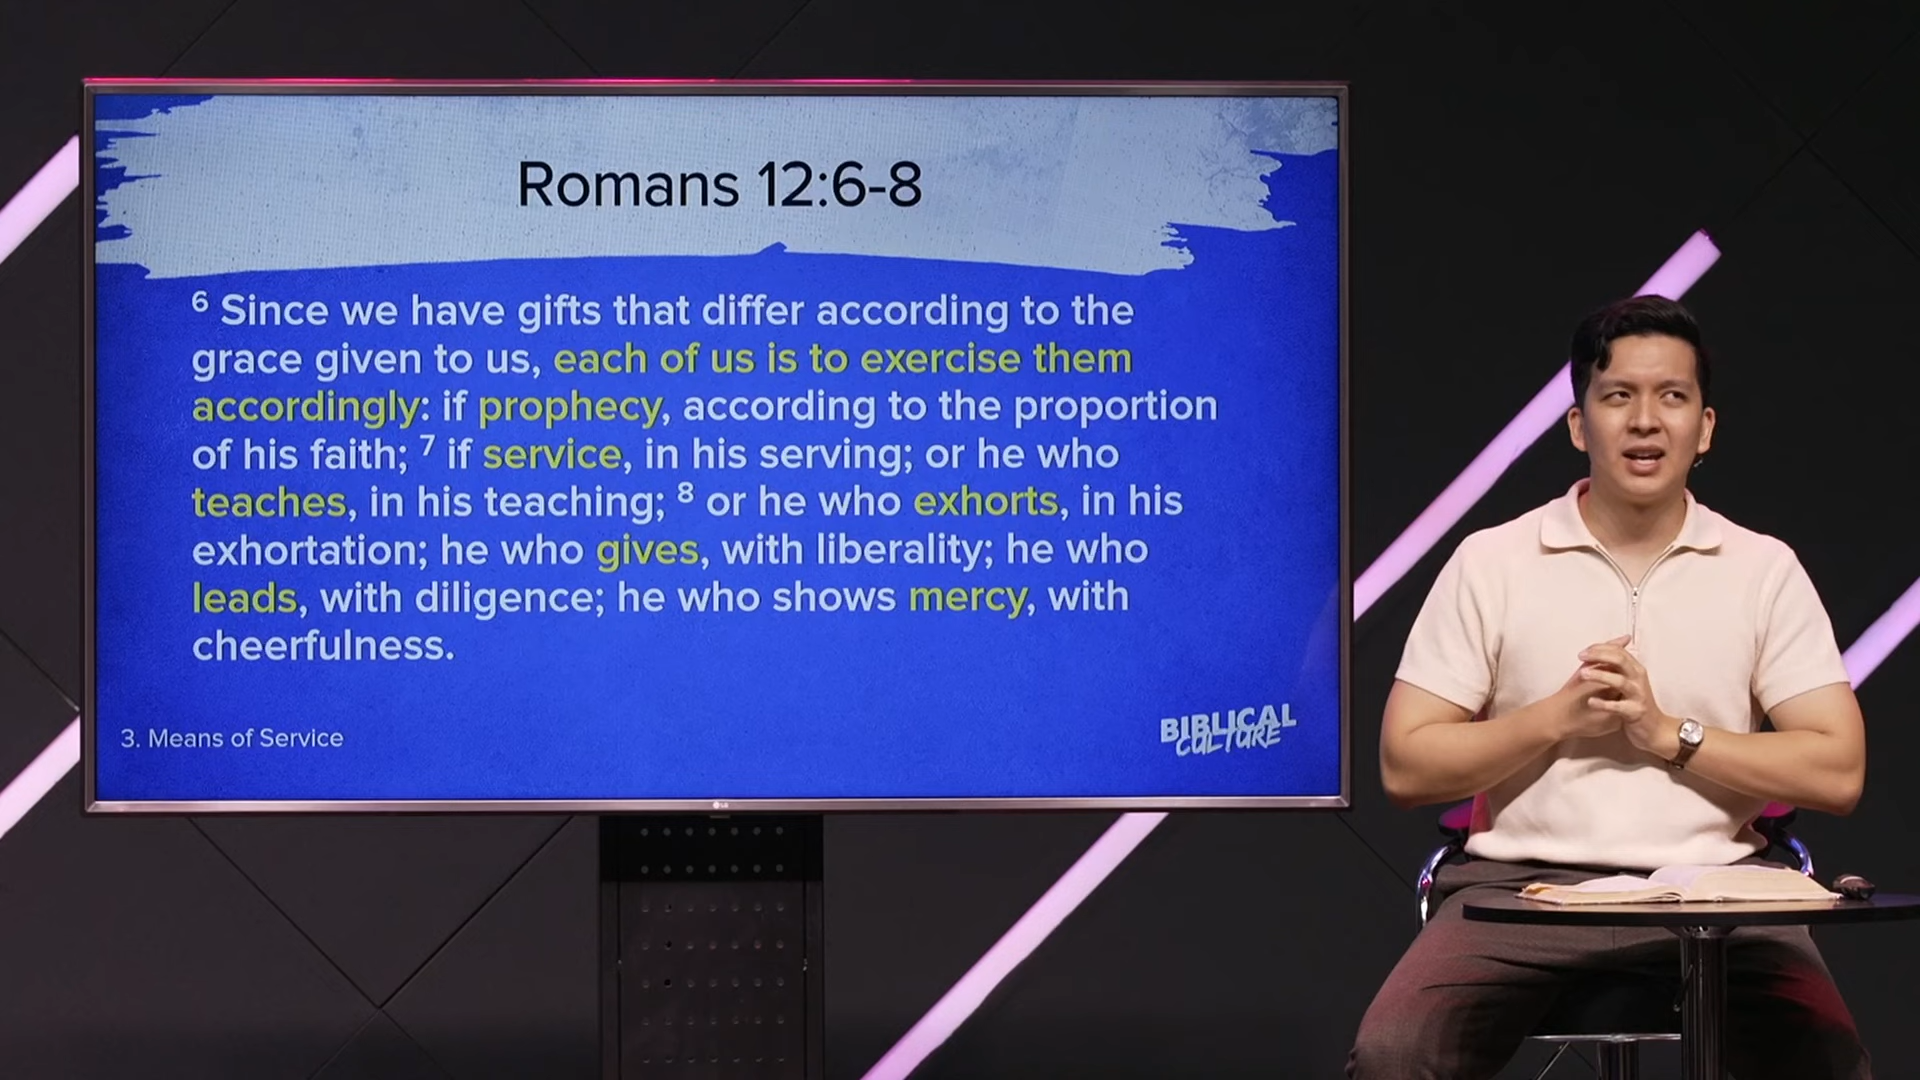 Romans 12:6-8
6 Since we have gifts that differ according to the
grace given to us, each of us is to exercise them
accordingly: if prophecy, according to the proportion
of his faith; 7 if service, in his serving; or he who
teaches, in his teaching; 8 or he who exhorts, in his
exhortation; he who gives, with liberality; he who
leads, with diligence; he who shows mercy, with
cheerfulness.
3. Means of Service
BIBLICAL
CULTURE
LG